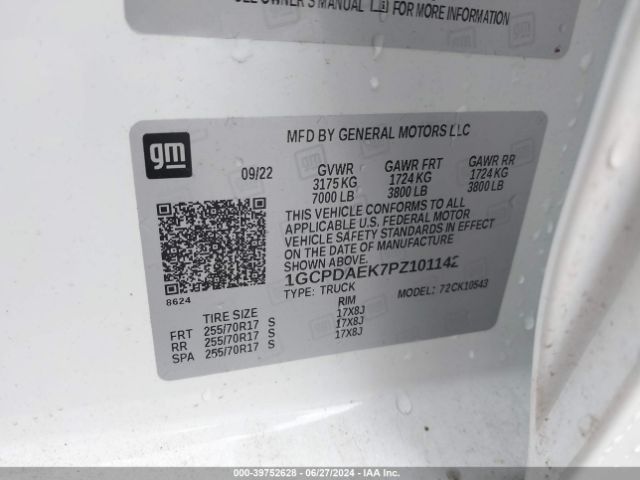 OWNER'S MANUAL FOR MORE INFORMATION
gm
MFD BY GENERAL MOTORS LLC
09/22 GVWR GAWR FRT GAWR RR
3175 KG 1724 KG 1724 KG
7000 LB 3800 LB 3800 LB
THIS VEHICLE CONFORMS TO ALL
APPLICABLE U.S. FEDERAL MOTOR
VEHICLE SAFETY STANDARDS IN EFFECT
ON THE DATE OF MANUFACTURE SHOWN ABOVE.
1GCPDAEK7PZ101142
8624
TYPE: TRUCK MODEL: 72CK10543
TIRE SIZE RIM
FRT 255/70R17 S 17X8J
RR 255/70R17 S 17X8J
SPA 255/70R17 S 17X8J
000-39752628 - 06/27/2024 - IAA Inc.